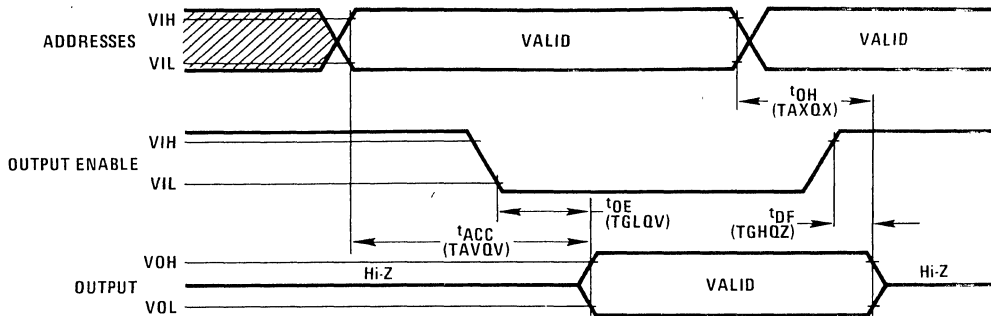 VIH
ADDRESSES
VALID
VALID
VIL
tOH
(TAXQX)
VIH
OUTPUT ENABLE
VIL
tOE
(TGLQV)
tDF
(TGHQZ)
tACC
(TAVQV)
VOH
Hi-Z
Hi-Z
OUTPUT
VALID
VOL